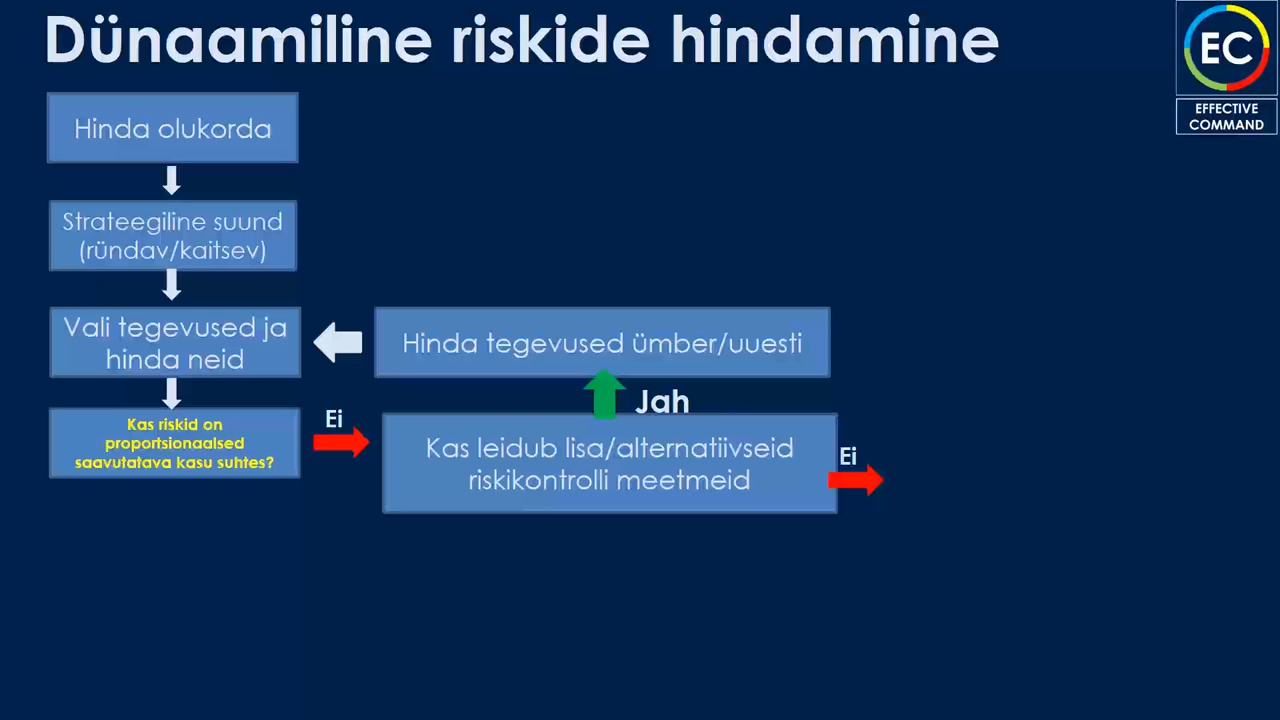 Dünaamiline riskide hindamine
EC
EFFECTIVE
COMMAND
Hinda olukorda
Strateegiline suund
(ründav/kaitsev)
Vali tegevused ja
hinda neid
Hinda tegevused ümber/uuesti
Jah
Kas riskid on
proportsionaalsed
saavutatava kasu suhtes?
Ei
Kas leidub lisa/alternatiivseid
riskikontrolli meetmeid
Ei